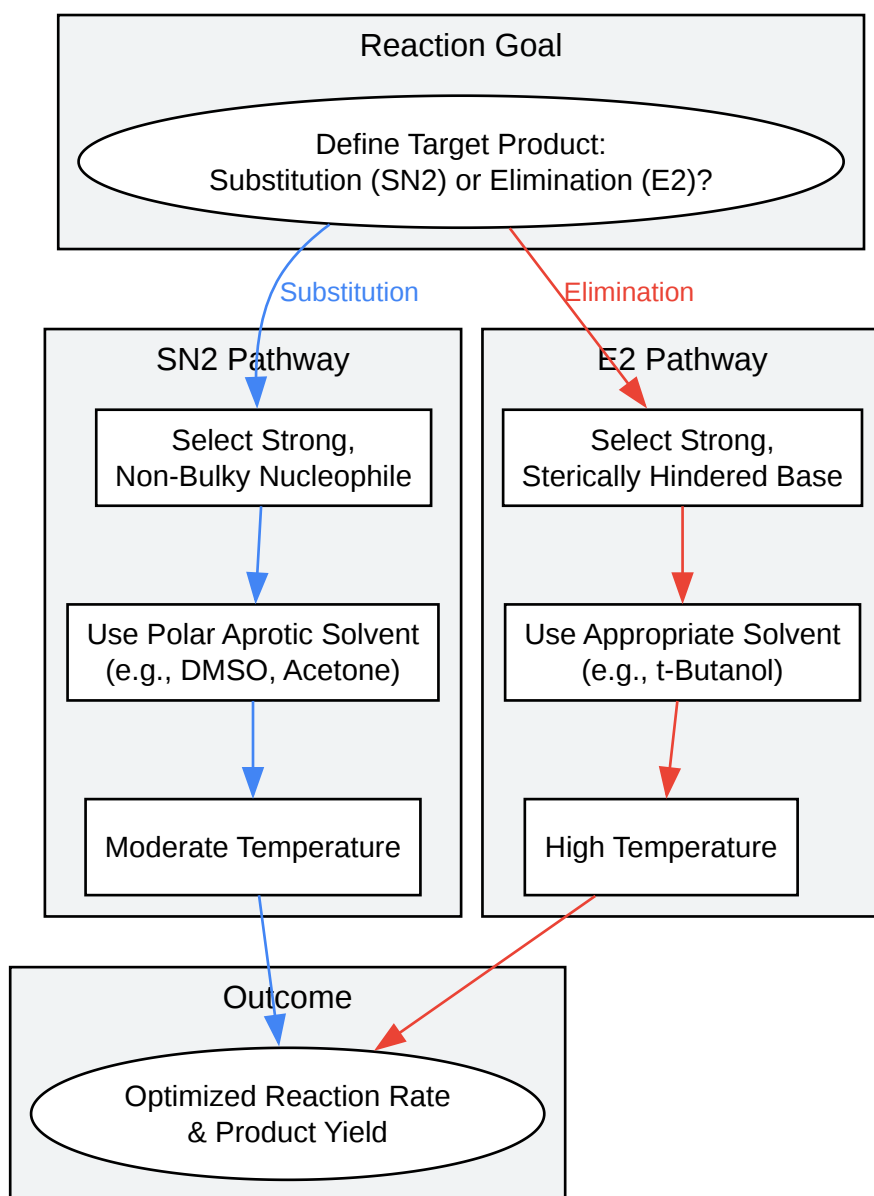 Reaction Goal
Define Target Product:
Substitution (SN2) or Elimination (E2)?
Substitution
Elimination
SN2 Pathway
Select Strong,
Non-Bulky Nucleophile
Use Polar Aprotic Solvent
(e.g., DMSO, Acetone)
Moderate Temperature
E2 Pathway
Select Strong,
Sterically Hindered Base
Use Appropriate Solvent
(e.g., t-Butanol)
High Temperature
Outcome
Optimized Reaction Rate
& Product Yield